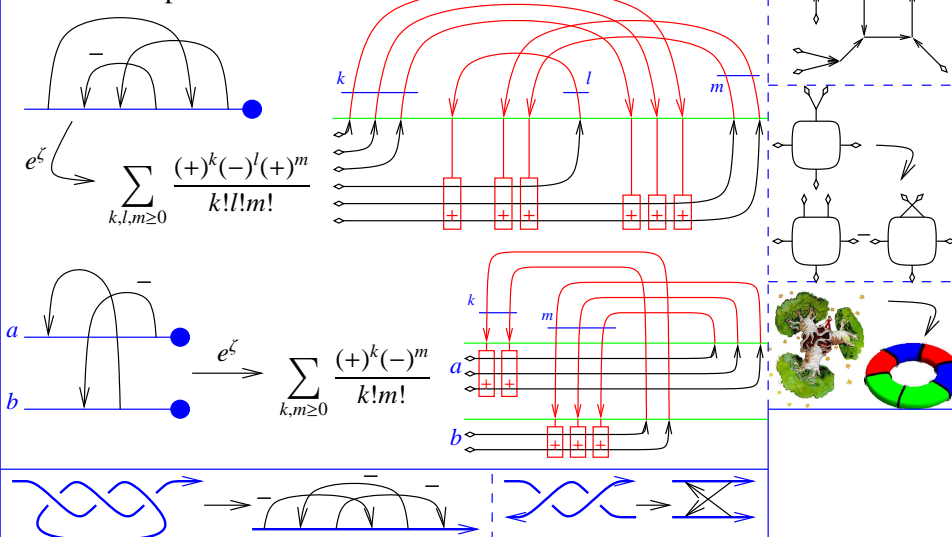 −
k
l
m
e^ζ
∑_{k,l,m≥0} (+)^k(−)^l(+)^m / k!l!m!
+ + + + + +
−
−
k
m
a
e^ζ
∑_{k,m≥0} (+)^k(−)^m / k!m!
a
+ +
b
b
+ + +
− − −